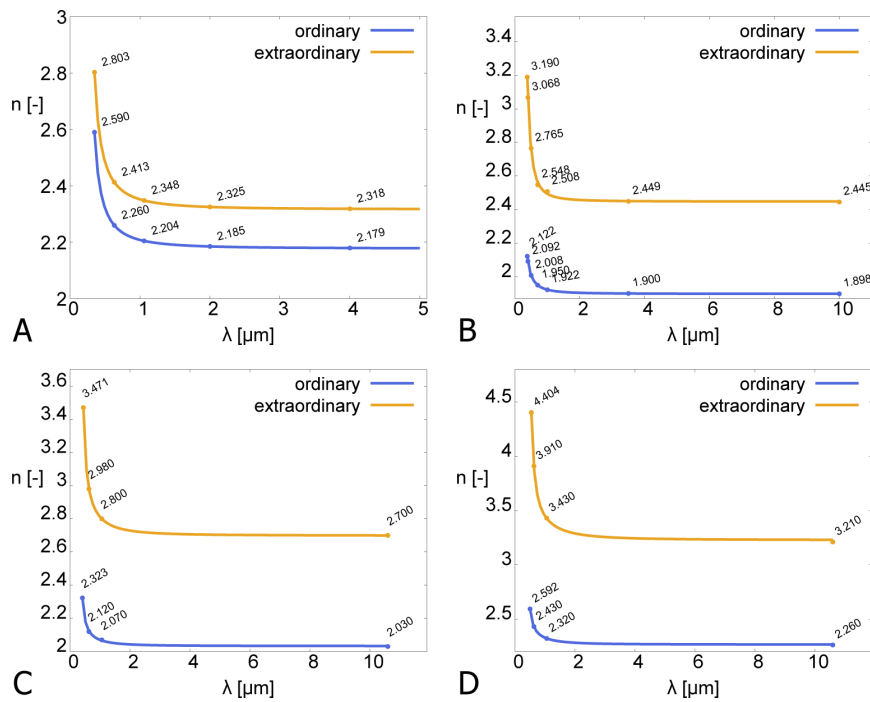 3
ordinary
extraordinary
2.803
2.8
n [-]
2.590
2.6
2.413
2.348
2.325
2.318
2.4
2.260
2.204
2.185
2.179
2.2
2
0 1 2 3 4 5
A
λ [µm]
3.4
ordinary
extraordinary
3.190
3.2
3.068
n [-]
3
2.765
2.8
2.548
2.508
2.6
2.449
2.445
2.4
2.122
2.2
2.092
2.008
1.950
1.922
1.900
1.898
2
0 2 4 6 8 10
B
λ [µm]
3.6
ordinary
3.471
extraordinary
3.4
3.2
n [-]
2.980
3
2.800
2.8
2.700
2.6
2.4
2.323
2.2
2.120
2.070
2.030
2
0 2 4 6 8 10
C
λ [µm]
4.5
ordinary
4.404
extraordinary
4
n [-]
3.910
3.430
3.5
3.210
3
2.592
2.430
2.320
2.260
2.5
0 2 4 6 8 10
D
λ [µm]